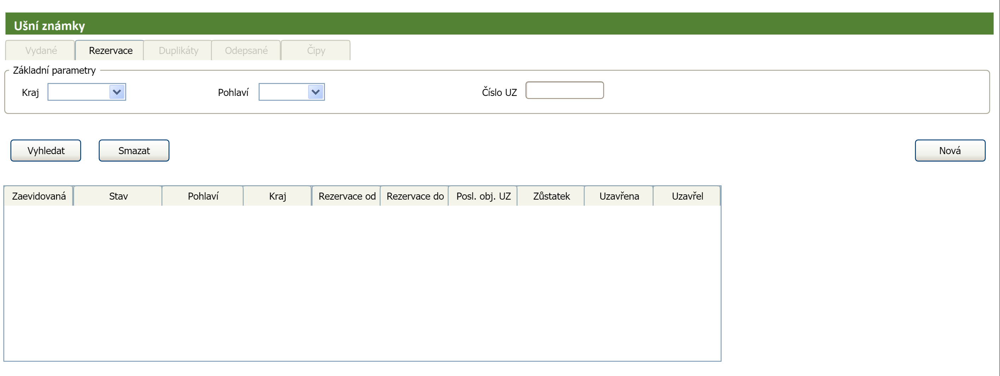 Ušní známky
Vydané Rezervace Duplikáty Odepsané Čipy
Základní parametry
Kraj Pohlaví Číslo UZ
Vyhledat Smazat Nová
Zaevidovaná Stav Pohlaví Kraj Rezervace od Rezervace do Posl. obj. UZ Zůstatek Uzavřena Uzavřel